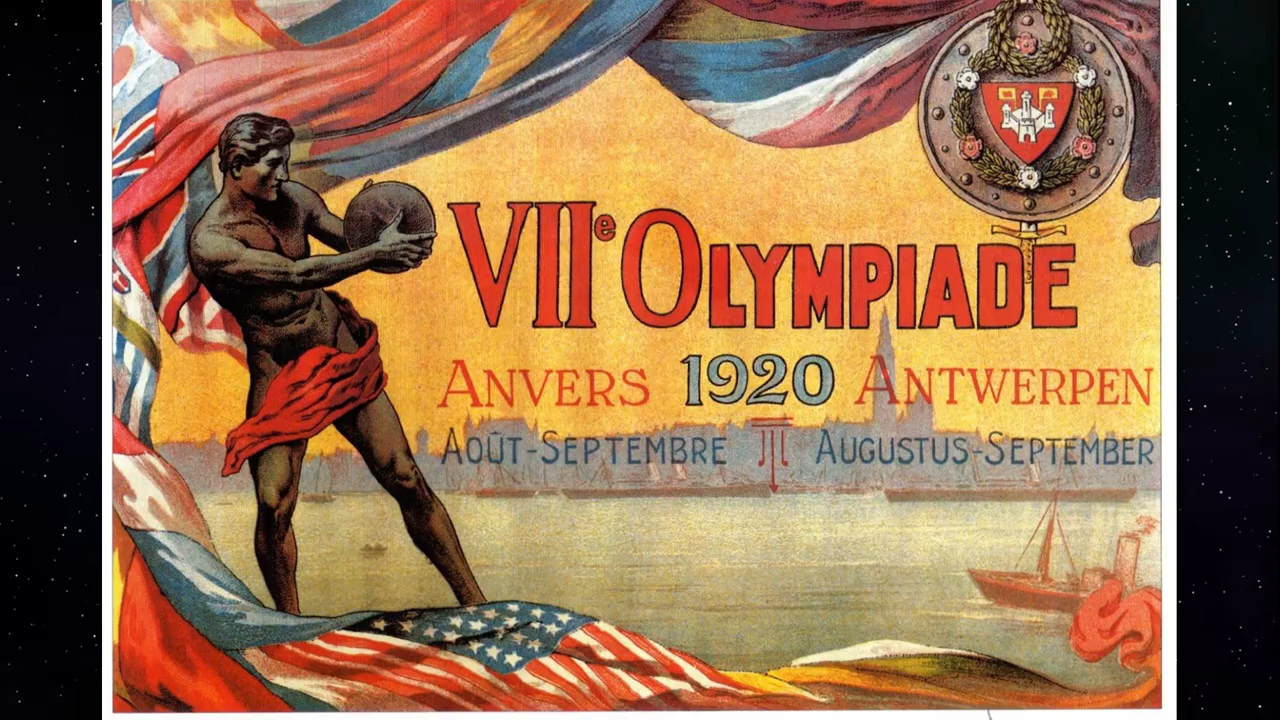 VIIe OLYMPIADE
ANVERS 1920 ANTWERPEN
AOÛT-SEPTEMBRE AUGUSTUS-SEPTEMBER